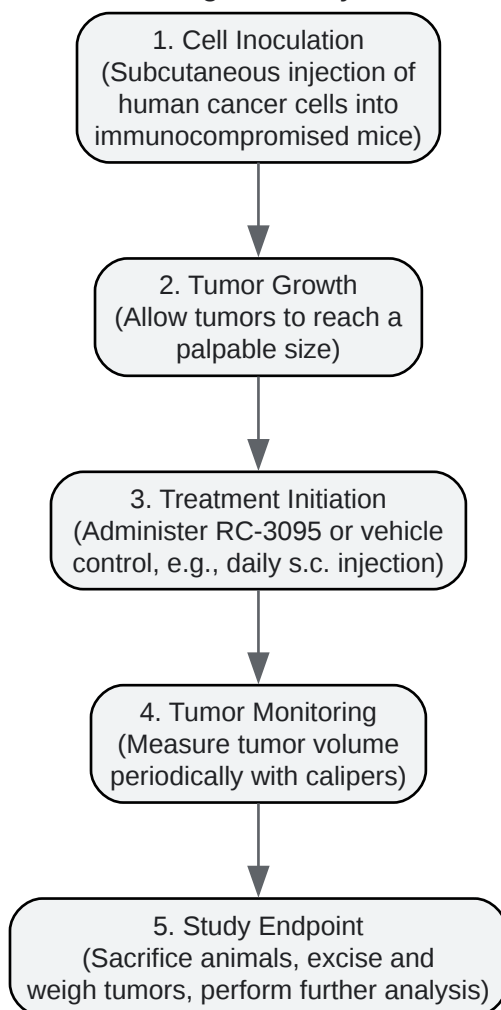 1. Cell Inoculation
(Subcutaneous injection of
human cancer cells into
immunocompromised mice)
2. Tumor Growth
(Allow tumors to reach a
palpable size)
3. Treatment Initiation
(Administer RC-3095 or vehicle
control, e.g., daily s.c. injection)
4. Tumor Monitoring
(Measure tumor volume
periodically with calipers)
5. Study Endpoint
(Sacrifice animals, excise and
weigh tumors, perform further analysis)